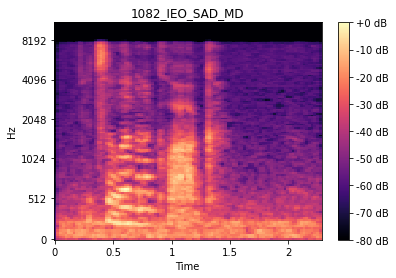 1082_IEO_SAD_MD
8192
4096
2048
1024
512
0
Hz
0
0.5
1
1.5
2
Time
+0 dB
-10 dB
-20 dB
-30 dB
-40 dB
-50 dB
-60 dB
-70 dB
-80 dB